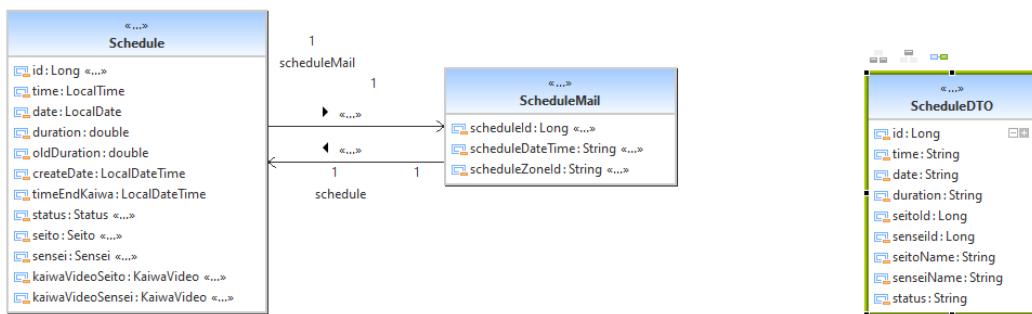 «...»
Schedule
id : Long «...»
time : LocalTime
date : LocalDate
duration : double
oldDuration : double
createDate : LocalDateTime
timeEndKaiwa : LocalDateTime
status : Status «...»
seito : Seito «...»
sensei : Sensei «...»
kaiwaVideoSeito : KaiwaVideo «...»
kaiwaVideoSensei : KaiwaVideo «...»
1
scheduleMail
1
«...»
«...»
1 1
schedule
«...»
ScheduleMail
scheduleId : Long «...»
scheduleDateTime : String «...»
scheduleZoneId : String «...»
«...»
ScheduleDTO
id : Long
time : String
date : String
duration : String
seitoId : Long
senseiId : Long
seitoName : String
senseiName : String
status : String